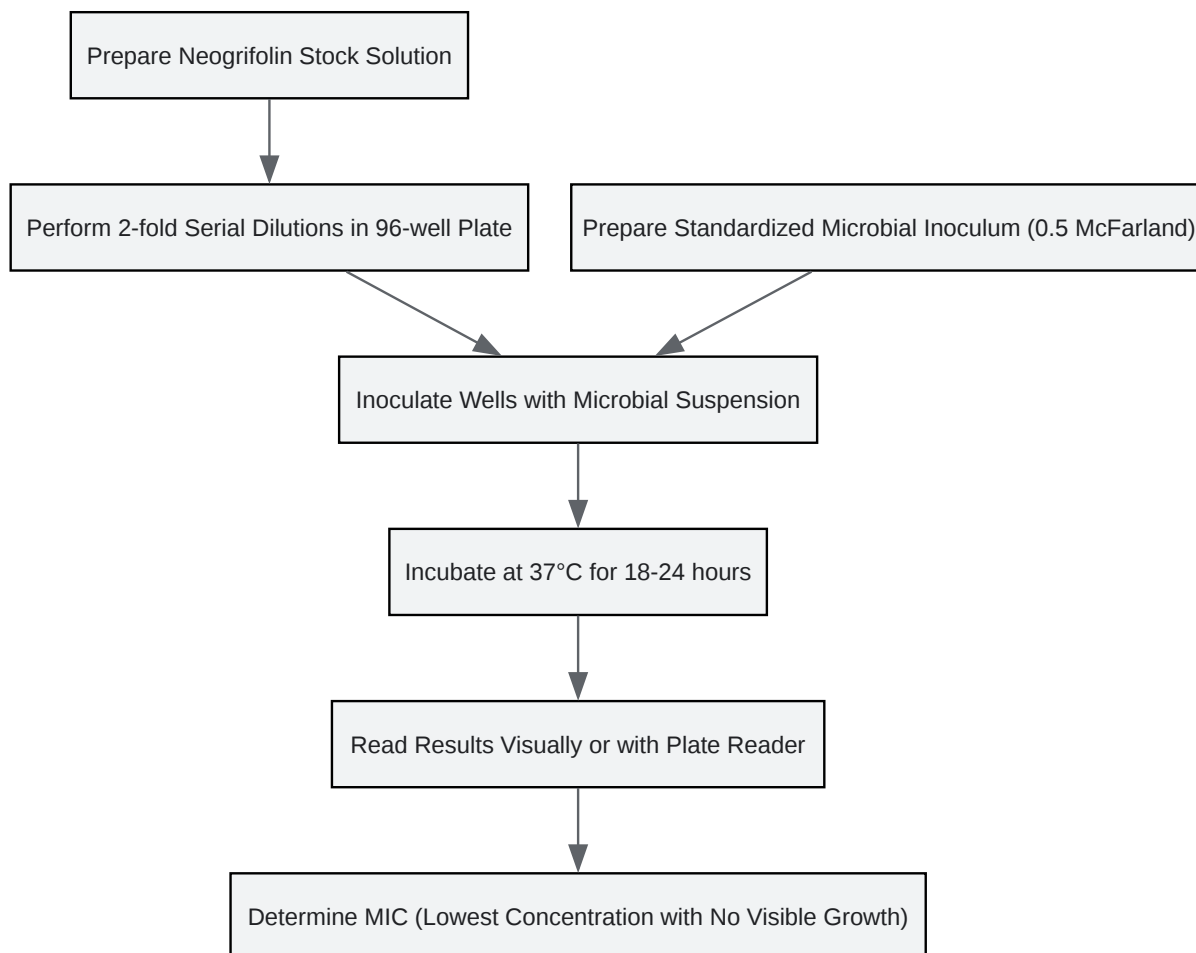 Prepare Neogrifolin Stock Solution
Perform 2-fold Serial Dilutions in 96-well Plate
Prepare Standardized Microbial Inoculum (0.5 McFarland)
Inoculate Wells with Microbial Suspension
Incubate at 37°C for 18-24 hours
Read Results Visually or with Plate Reader
Determine MIC (Lowest Concentration with No Visible Growth)